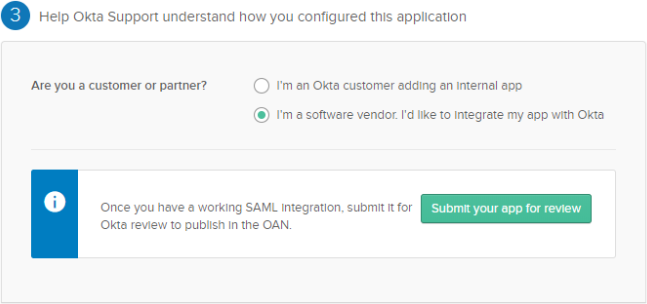 3 Help Okta Support understand how you configured this application
Are you a customer or partner?
I'm an Okta customer adding an internal app
I'm a software vendor. I'd like to integrate my app with Okta
Once you have a working SAML integration, submit it for
Okta review to publish in the OAN.
Submit your app for review